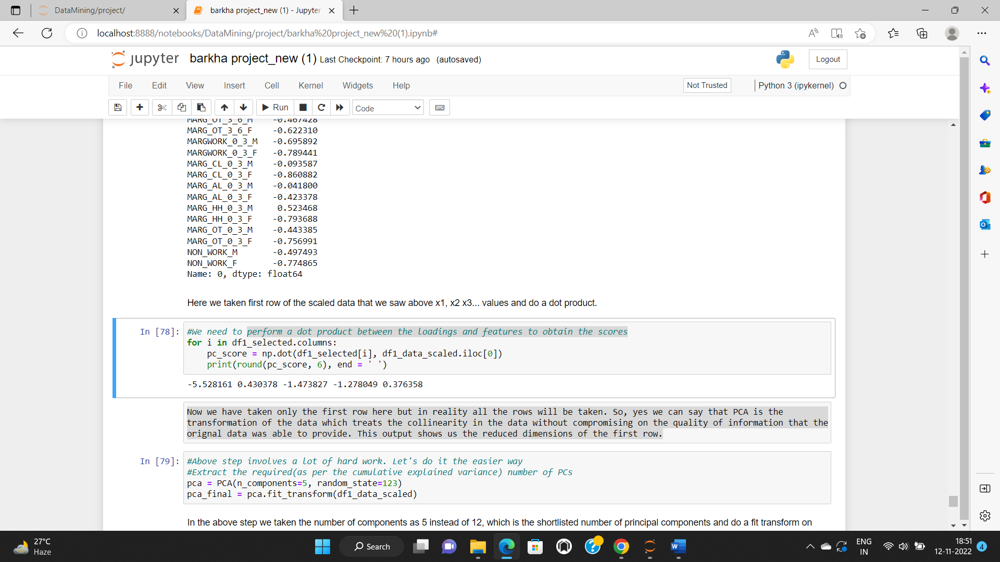 DataMining/project/
barkha project_new (1) - Jupyter
localhost:8888/notebooks/DataMining/project/barkha%20project_new%20(1).ipynb#
jupyter
barkha project_new (1) Last Checkpoint: 7 hours ago (autosaved)
Logout
File Edit View Insert Cell Kernel Widgets Help
Not Trusted
Python 3 (ipykernel)
Run
Code
MARG_OT_3_6_M -0.467428
MARG_OT_3_6_F -0.622310
MARGWORK_0_3_M -0.695892
MARGWORK_0_3_F -0.789441
MARG_CL_0_3_M -0.093587
MARG_CL_0_3_F -0.860882
MARG_AL_0_3_M -0.041800
MARG_AL_0_3_F -0.423378
MARG_HH_0_3_M 0.523468
MARG_HH_0_3_F -0.793688
MARG_OT_0_3_M -0.443385
MARG_OT_0_3_F -0.756991
NON_WORK_M -0.497493
NON_WORK_F -0.774865
Name: 0, dtype: float64
Here we taken first row of the scaled data that we saw above x1, x2 x3... values and do a dot product.
In [78]:
#We need to perform a dot product between the loadings and features to obtain the scores
for i in df1_selected.columns:
    pc_score = np.dot(df1_selected[i], df1_data_scaled.iloc[0])
    print(round(pc_score, 6), end = ' ')
-5.528161 0.430378 -1.473827 -1.278049 0.376358
Now we have taken only the first row here but in reality all the rows will be taken. So, yes we can say that PCA is the
transformation of the data which treats the collinearity in the data without compromising on the quality of information that the
orignal data was able to provide. This output shows us the reduced dimensions of the first row.
In [79]:
#Above step involves a lot of hard work. Let's do it the easier way
#Extract the required(as per the cumulative explained variance) number of PCs
pca = PCA(n_components=5, random_state=123)
pca_final = pca.fit_transform(df1_data_scaled)
In the above step we taken the number of components as 5 instead of 12, which is the shortlisted number of principal components and do a fit transform on
27°C
Haze
Search
ENG
IN
18:51
12-11-2022
4